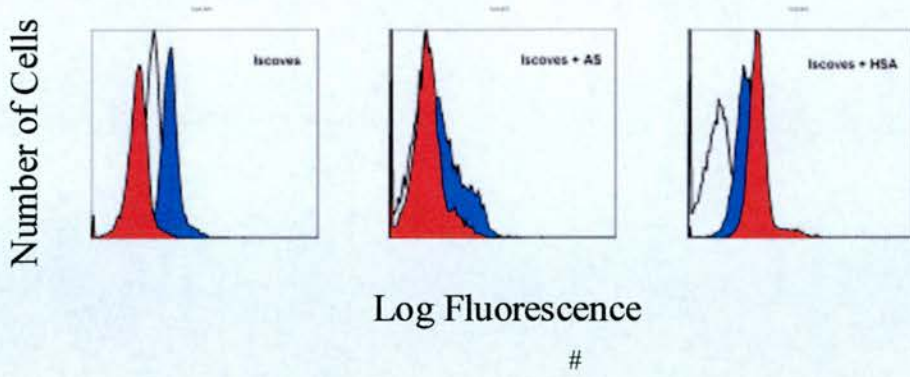 Number of Cells
Iscoves
Iscoves + AS
Iscoves + HSA
Log Fluorescence
#